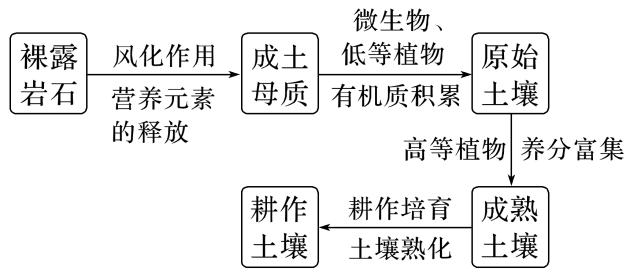 裸露
岩石
风化作用
营养元素
的释放
成土
母质
微生物、
低等植物
有机质积累
原始
土壤
高等植物
养分富集
成熟
土壤
耕作培育
土壤熟化
耕作
土壤